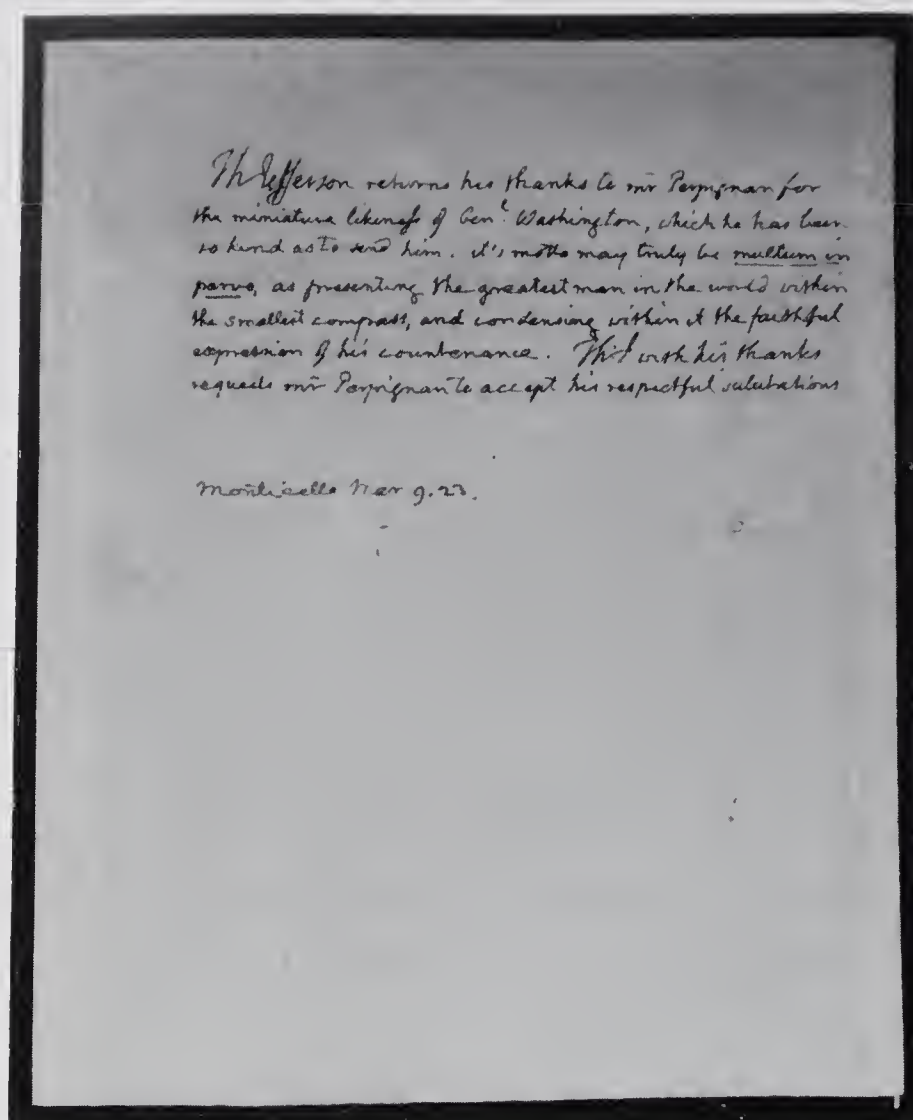 Th Jefferson returns his thanks to mr Perpignan for
the miniature likeness of Genl. Washington, which he has been
so kind as to send him. it's motto may truly be multum in
parvo, as presenting the greatest man in the world within
the smallest compass, and condensing within it the faithful
expression of his countenance. Th:J with his thanks
requests mr Perpignan to accept his respectful salutations
Monticello Mar 9. 23.